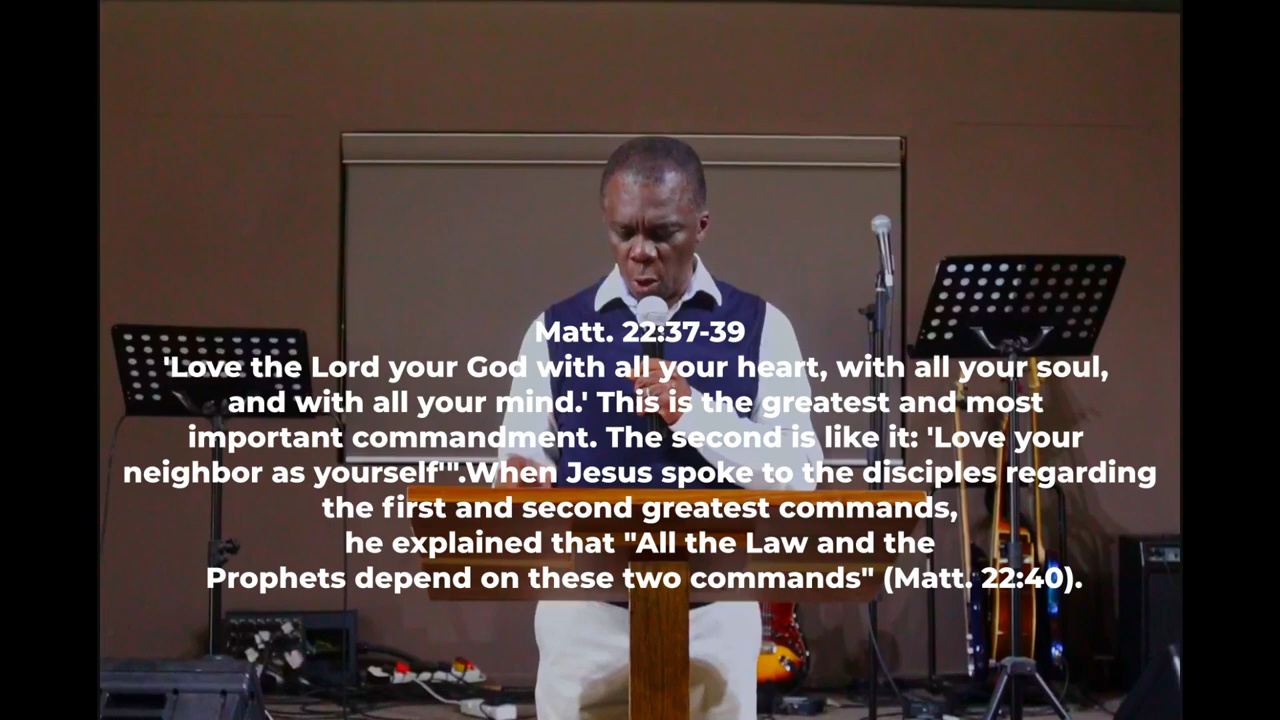 Matt. 22:37-39
'Love the Lord your God with all your heart, with all your soul,
and with all your mind.' This is the greatest and most
important commandment. The second is like it: 'Love your
neighbor as yourself'".When Jesus spoke to the disciples regarding
the first and second greatest commands,
he explained that "All the Law and the
Prophets depend on these two commands" (Matt. 22:40).